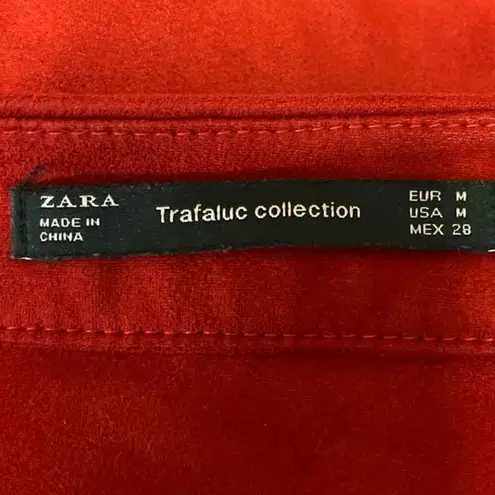 ZARA
MADE IN
CHINA
Trafaluc collection
EUR M
USA M
MEX 28